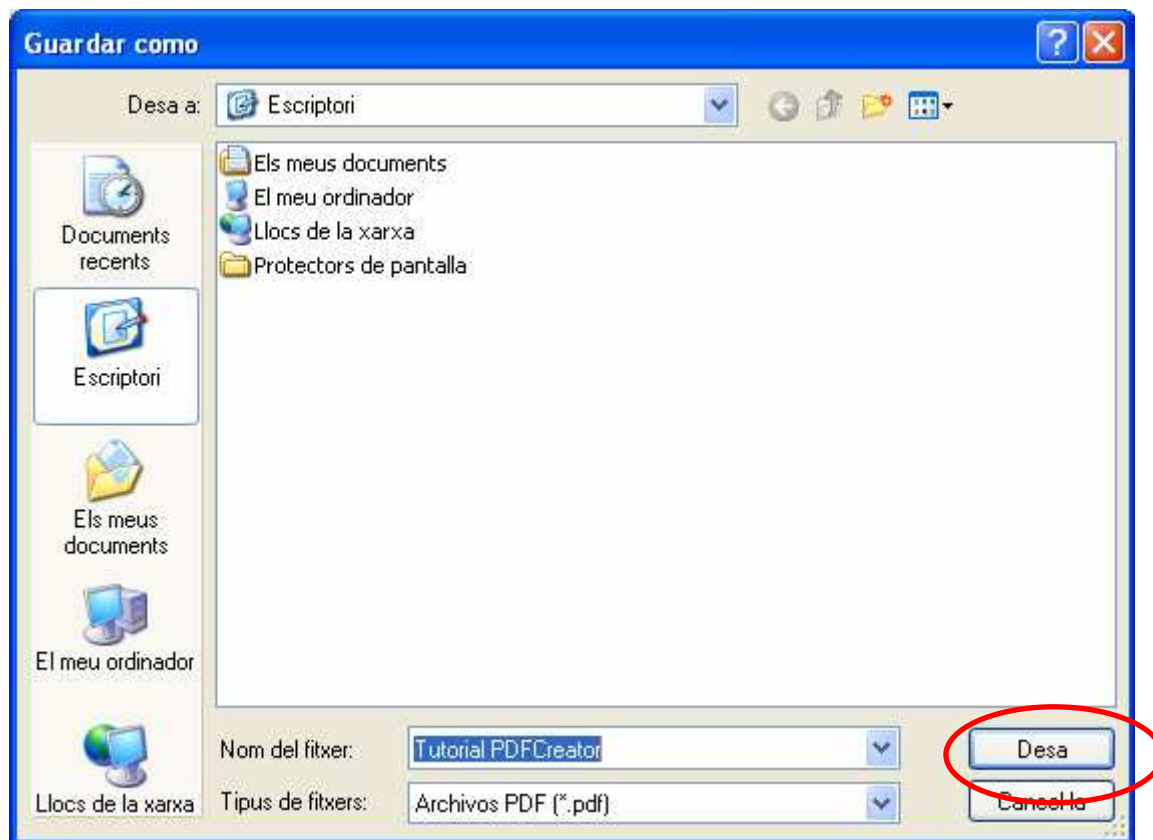 Guardar como
Desa a:
Escriptori
Els meus documents
El meu ordinador
Llocs de la xarxa
Protectors de pantalla
Documents
recents
Escriptori
Els meus
documents
El meu ordinador
Llocs de la xarxa
Nom del fitxer:
Tutorial PDFCreator
Desa
Tipus de fitxers:
Archivos PDF (*.pdf)
Cancel·la